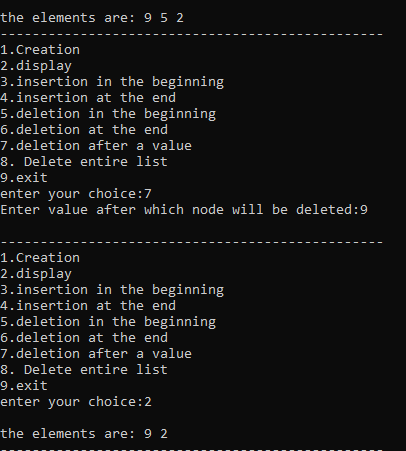 the elements are: 9 5 2
------------------------------------------------
1.Creation
2.display
3.insertion in the beginning
4.insertion at the end
5.deletion in the beginning
6.deletion at the end
7.deletion after a value
8. Delete entire list
9.exit
enter your choice:7
Enter value after which node will be deleted:9
------------------------------------------------
1.Creation
2.display
3.insertion in the beginning
4.insertion at the end
5.deletion in the beginning
6.deletion at the end
7.deletion after a value
8. Delete entire list
9.exit
enter your choice:2
the elements are: 9 2
------------------------------------------------